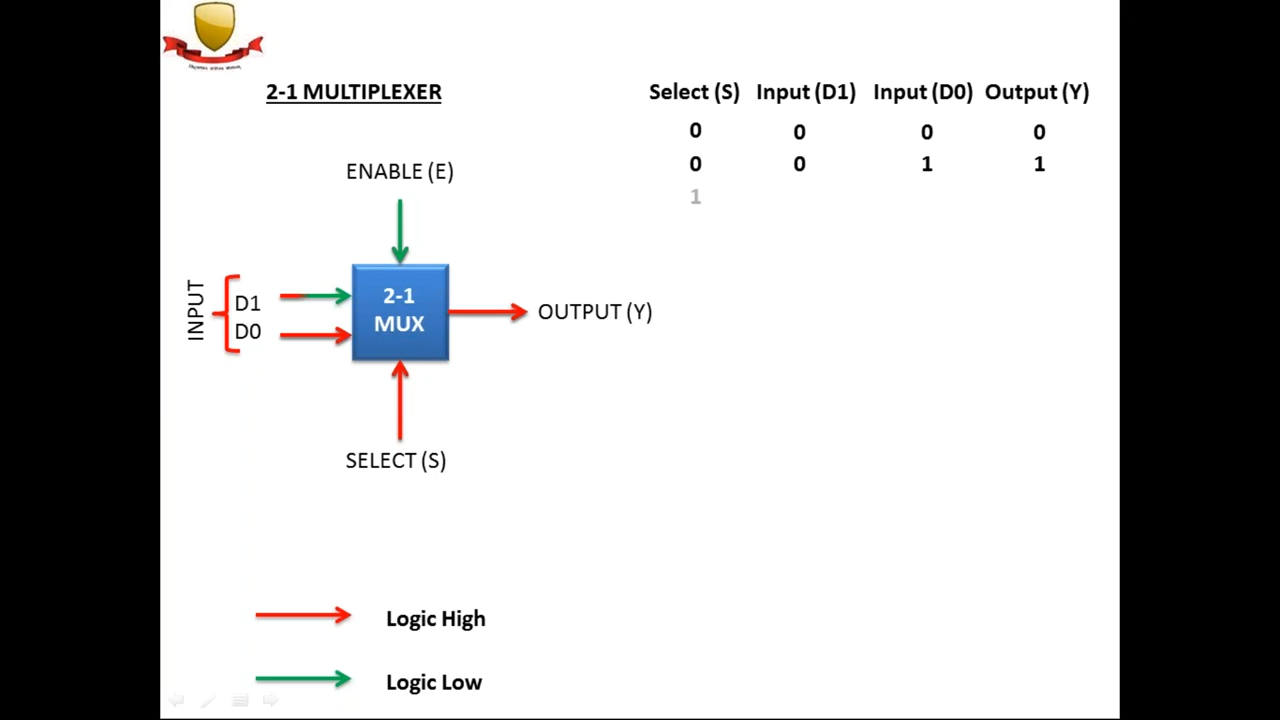 2-1 MULTIPLEXER
Select (S) Input (D1) Input (D0) Output (Y)
0 0 0 0
0 0 1 1
1
ENABLE (E)
INPUT
D1
D0
2-1
MUX
OUTPUT (Y)
SELECT (S)
Logic High
Logic Low